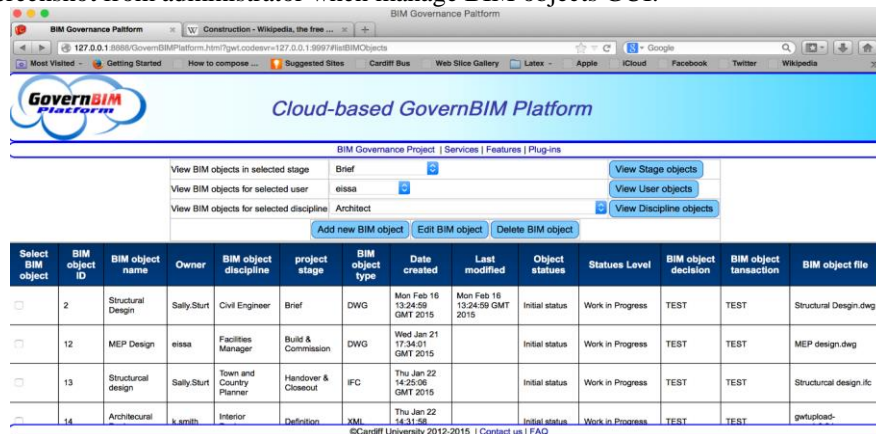 BIM Governance Paltform
BIM Governance Paltform
Construction - Wikipedia, the free ...
127.0.0.1:8888/GovernBIMPlatform.html?gwt.codesvr=127.0.0.1:9997#listBIMObjects
Google
Most Visited
Getting Started
How to compose ...
Suggested Sites
Cardiff Bus
Web Slice Gallery
Latex
Apple
iCloud
Facebook
Twitter
Wikipedia
GovernBIM
Platform
Cloud-based GovernBIM Platform
BIM Governance Project | Services | Features | Plug-ins
View BIM objects in selected stage Brief View Stage objects
View BIM objects for selected user eissa View User objects
View BIM objects for selected discipline Architect View Discipline objects
Add new BIM object Edit BIM object Delete BIM object
Select BIM object | BIM object ID | BIM object name | Owner | BIM object discipline | project stage | BIM object type | Date created | Last modified | Object statues | Statues Level | BIM object decision | BIM object tansaction | BIM object file
2 Structural Desgin Sally.Sturt Civil Engineer Brief DWG Mon Feb 16 13:24:59 GMT 2015 Mon Feb 16 13:24:59 GMT 2015 Initial status Work in Progress TEST TEST Structural Desgin.dwg
12 MEP Design eissa Facilities Manager Build & Commission DWG Wed Jan 21 17:34:01 GMT 2015 Initial status Work in Progress TEST TEST MEP design.dwg
13 Structurcal design Sally.Sturt Town and Country Planner Handover & Closeout IFC Thu Jan 22 14:25:06 GMT 2015 Initial status Work in Progress TEST TEST Structurcal design.ifc
14 Architecural k.smith Interior Definition XML Thu Jan 22 14:31:58 Initial status Work in Progress TEST TEST gwtupload-
©Cardiff University 2012-2015 | Contact us | FAQ